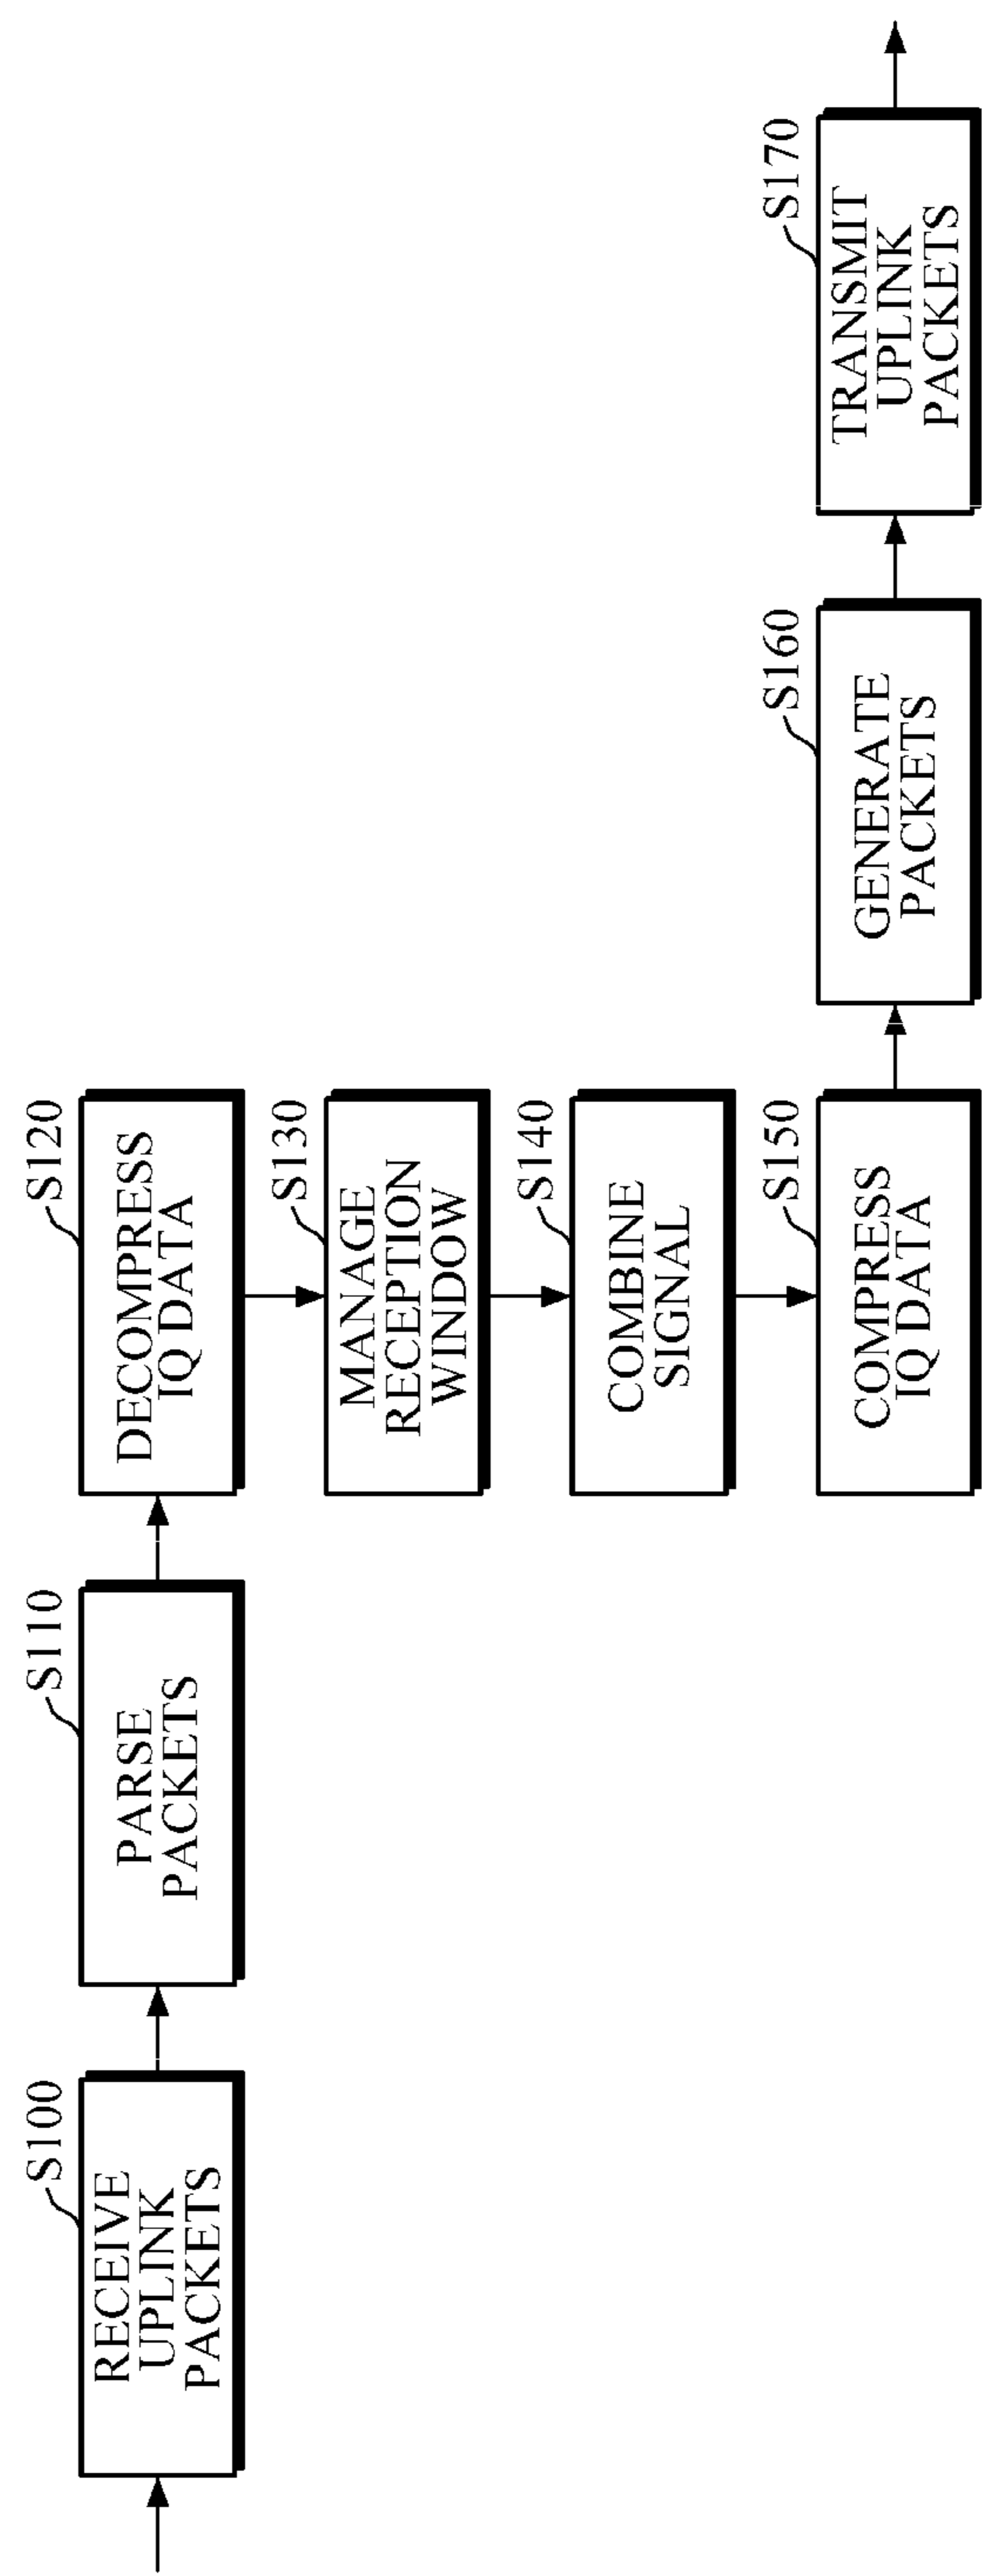 S100
RECEIVE
UPLINK
PACKETS
S110
PARSE
PACKETS
S120
DECOMPRESS
IQ DATA
S130
MANAGE
RECEPTION
WINDOW
S140
COMBINE
SIGNAL
S150
COMPRESS
IQ DATA
S160
GENERATE
PACKETS
S170
TRANSMIT
UPLINK
PACKETS